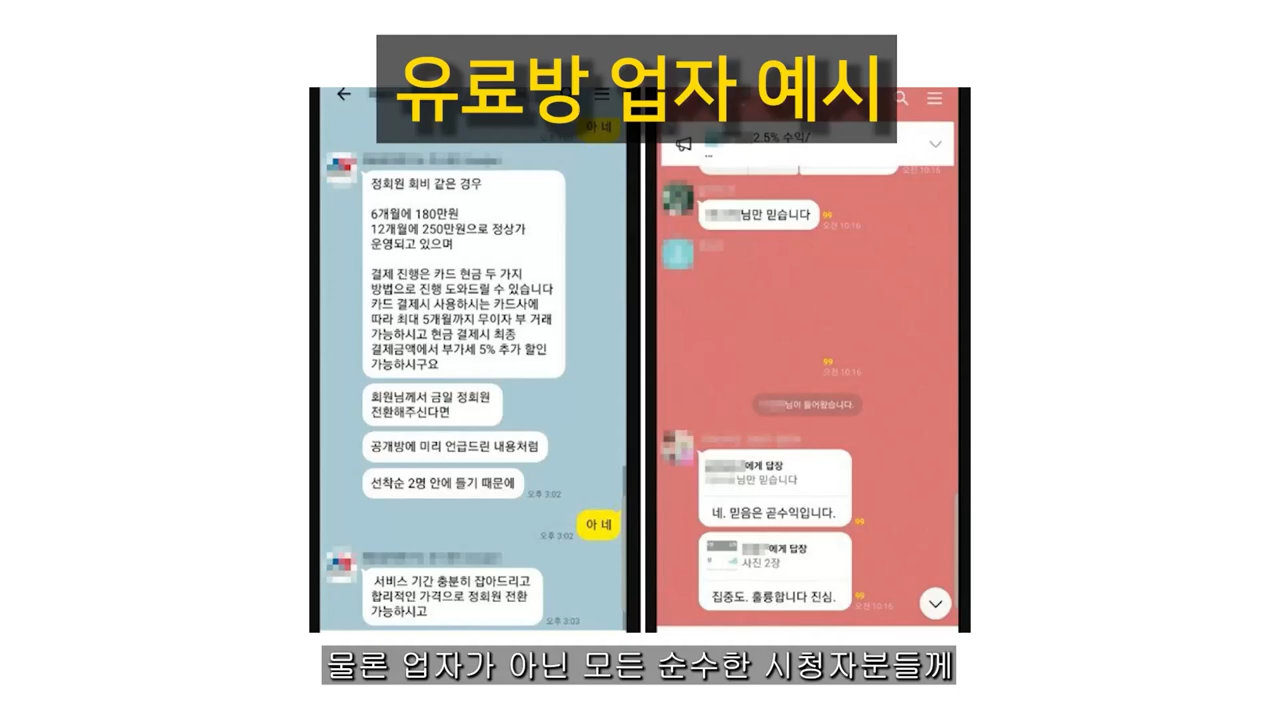 유료방 업자 예시
아 네
정회원 회비 같은 경우
6개월에 180만원
12개월에 250만원으로 정상가
운영되고 있으며
결제 진행은 카드 현금 두 가지
방법으로 진행 도와드릴 수 있습니다
카드 결제시 사용하시는 카드사에
따라 최대 5개월까지 무이자 부 거래
가능하시고 현금 결제시 최종
결제금액에서 부가세 5% 추가 할인
가능하시구요
회원님께서 금일 정회원
전환해주신다면
공개방에 미리 언급드린 내용처럼
선착순 2명 안에 들기 때문에
오후 3:02
아 네
오후 3:02
서비스 기간 충분히 잡아드리고
합리적인 가격으로 정회원 전환
가능하시고
오후 3:03
2.5% 수익/
...
오전 10:16
님만 믿습니다
99
오전 10:16
99
오전 10:16
님이 들어왔습니다.
에게 답장
님만 믿습니다
네. 믿음은 곧수익입니다.
99
에게 답장
사진 2장
집중도. 훌륭합니다 진심.
99
오전 10:16
물론 업자가 아닌 모든 순수한 시청자분들께